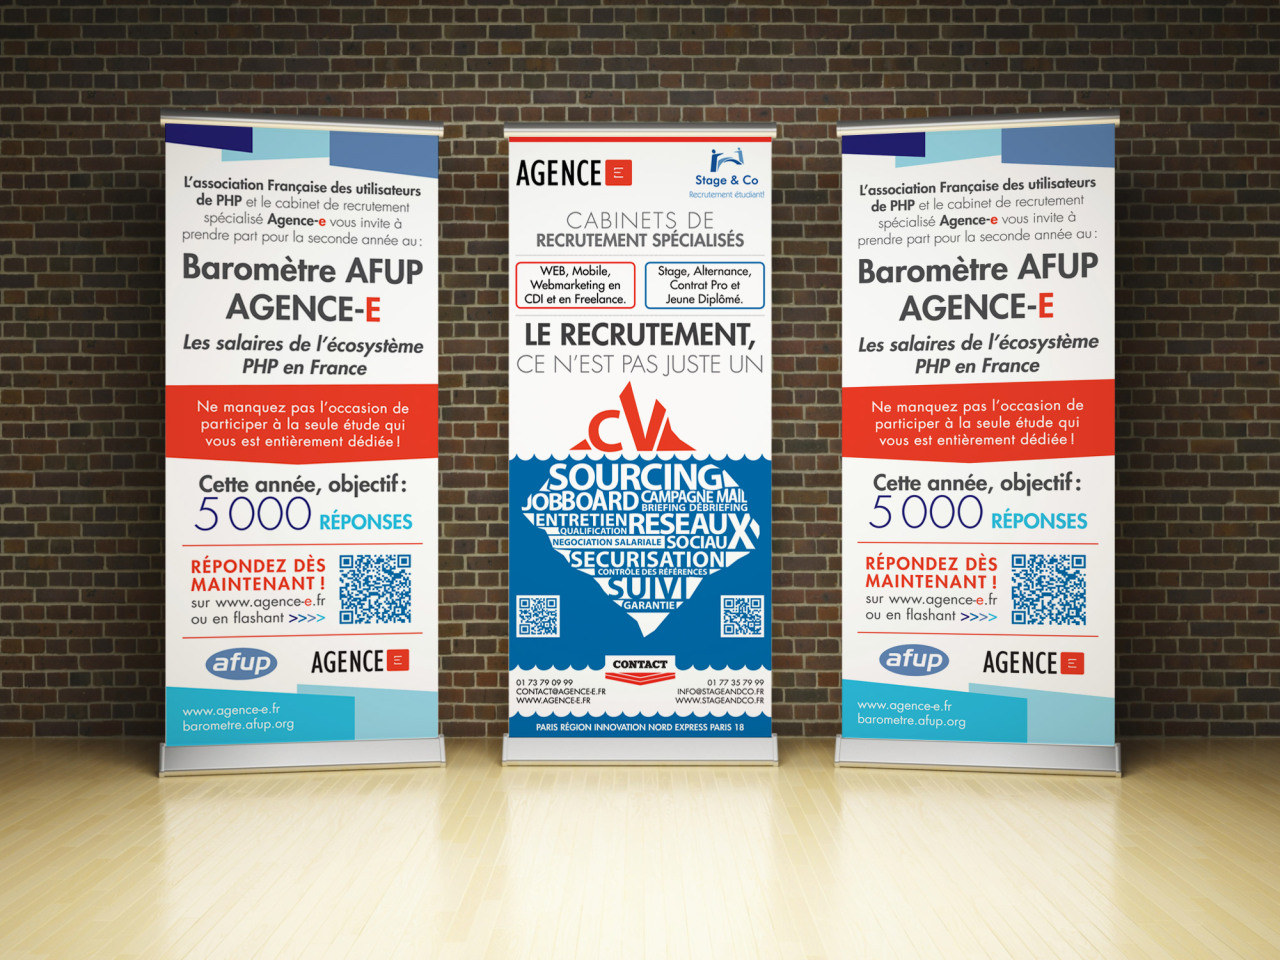 L'association Française des utilisateurs
de PHP et le cabinet de recrutement
spécialisé Agence-e vous invite à
prendre part pour la seconde année au :
Baromètre AFUP
AGENCE-E
Les salaires de l'écosystème
PHP en France
Ne manquez pas l'occasion de
participer à la seule étude qui
vous est entièrement dédiée !
Cette année, objectif :
5 000 RÉPONSES
RÉPONDEZ DÈS
MAINTENANT !
sur www.agence-e.fr
ou en flashant >>>>
afup AGENCE E
www.agence-e.fr
barometre.afup.org
AGENCE E
Stage & Co
Recrutement étudiant!
CABINETS DE
RECRUTEMENT SPÉCIALISÉS
WEB, Mobile,
Webmarketing en
CDI et en Freelance.
Stage, Alternance,
Contrat Pro et
Jeune Diplômé.
LE RECRUTEMENT,
CE N'EST PAS JUSTE UN
CV
SOURCING
JOBBOARD CAMPAGNE MAIL
BRIEFING DEBRIEFING
ENTRETIEN RESEAUX
QUALIFICATION
NEGOCIATION SALARIALE SOCIAUX
SECURISATION
CONTRÔLE DES RÉFÉRENCES
SUIVI
GARANTIE
CONTACT
01 73 79 09 99
CONTACT@AGENCE-E.FR
WWW.AGENCE-E.FR
01 77 35 79 99
INFO@STAGEANDCO.FR
WWW.STAGEANDCO.FR
PARIS RÉGION INNOVATION NORD EXPRESS PARIS 18
L'association Française des utilisateurs
de PHP et le cabinet de recrutement
spécialisé Agence-e vous invite à
prendre part pour la seconde année au :
Baromètre AFUP
AGENCE-E
Les salaires de l'écosystème
PHP en France
Ne manquez pas l'occasion de
participer à la seule étude qui
vous est entièrement dédiée !
Cette année, objectif :
5 000 RÉPONSES
RÉPONDEZ DÈS
MAINTENANT !
sur www.agence-e.fr
ou en flashant >>>>
afup AGENCE E
www.agence-e.fr
barometre.afup.org